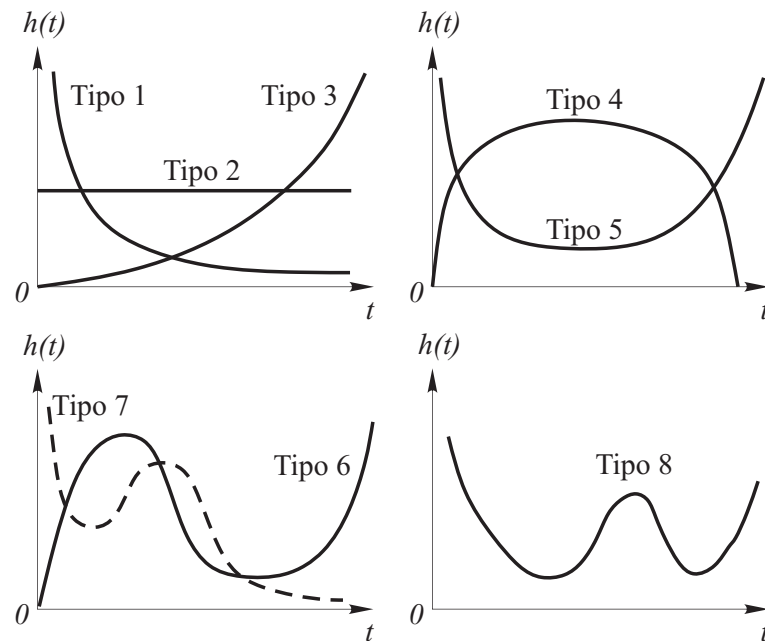 h(t)
Tipo 1
Tipo 3
Tipo 2
0
t
h(t)
Tipo 4
Tipo 5
0
t
h(t)
Tipo 7
Tipo 6
0
t
h(t)
Tipo 8
0
t